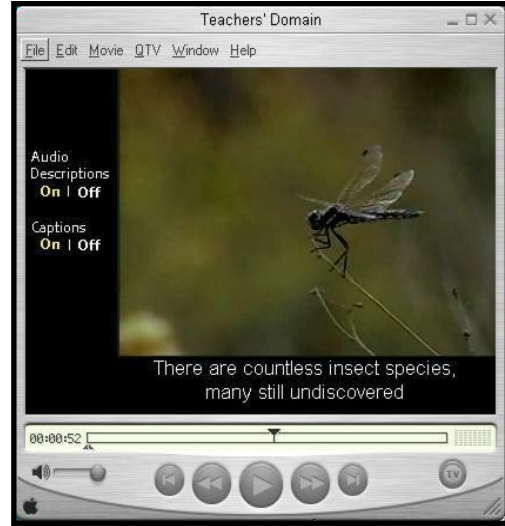 Teachers' Domain
File Edit Movie QTV Window Help
Audio
Descriptions
On | Off
Captions
On | Off
There are countless insect species,
many still undiscovered
00:00:52
TV